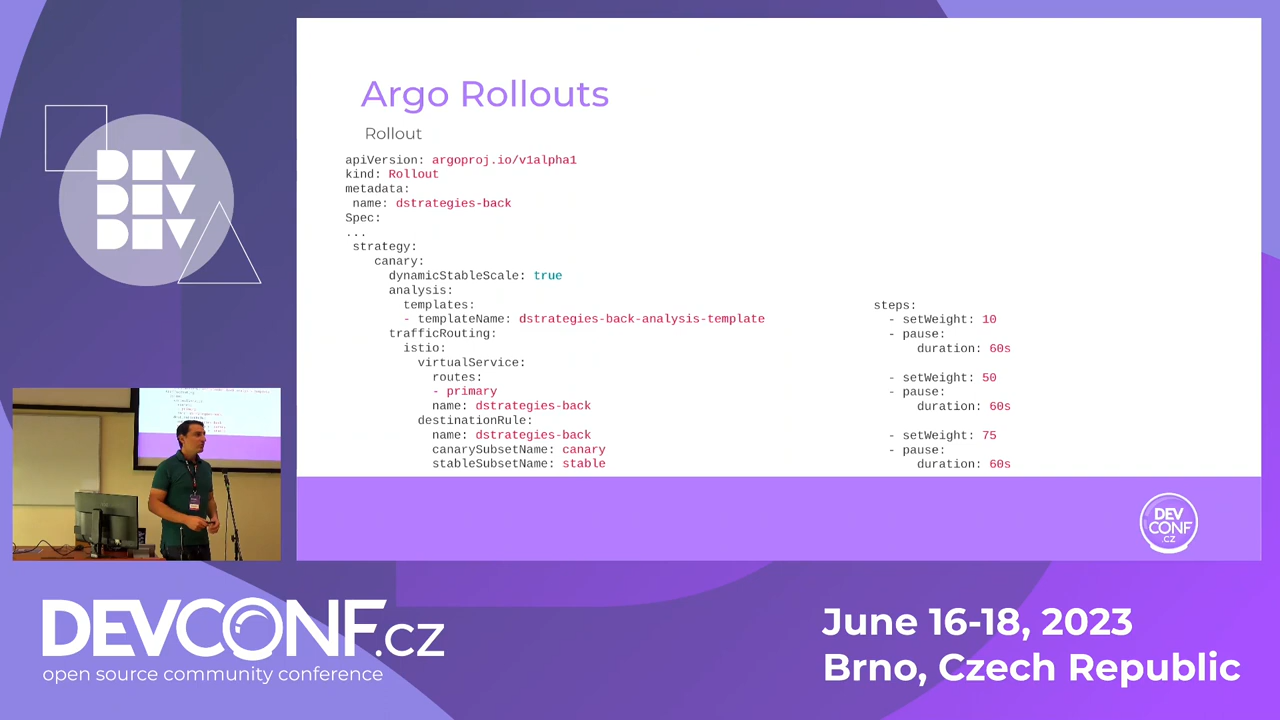 DEV
DEV
DEV
Argo Rollouts
Rollout
apiVersion: argoproj.io/v1alpha1
kind: Rollout
metadata:
name: dstrategies-back
Spec:
...
strategy:
canary:
dynamicStableScale: true
analysis:
templates:
- templateName: dstrategies-back-analysis-template
trafficRouting:
istio:
virtualService:
routes:
- primary
name: dstrategies-back
destinationRule:
name: dstrategies-back
canarySubsetName: canary
stableSubsetName: stable
steps:
- setWeight: 10
- pause:
duration: 60s
- setWeight: 50
- pause:
duration: 60s
- setWeight: 75
- pause:
duration: 60s
DEV
CONF
.CZ
DEVCONF.cz
open source community conference
June 16-18, 2023
Brno, Czech Republic